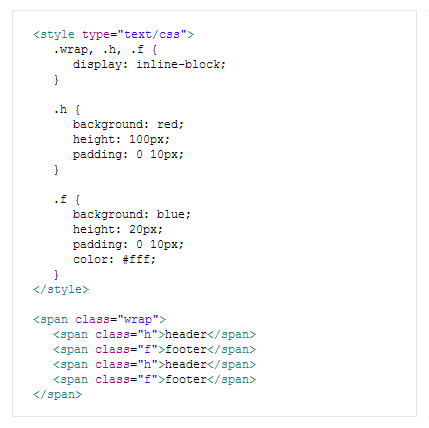 <style type="text/css">
.wrap, .h, .f {
display: inline-block;
}
.h {
background: red;
height: 100px;
padding: 0 10px;
}
.f {
background: blue;
height: 20px;
padding: 0 10px;
color: #fff;
}
</style>
<span class="wrap">
<span class="h">header</span>
<span class="f">footer</span>
<span class="h">header</span>
<span class="f">footer</span>
</span>